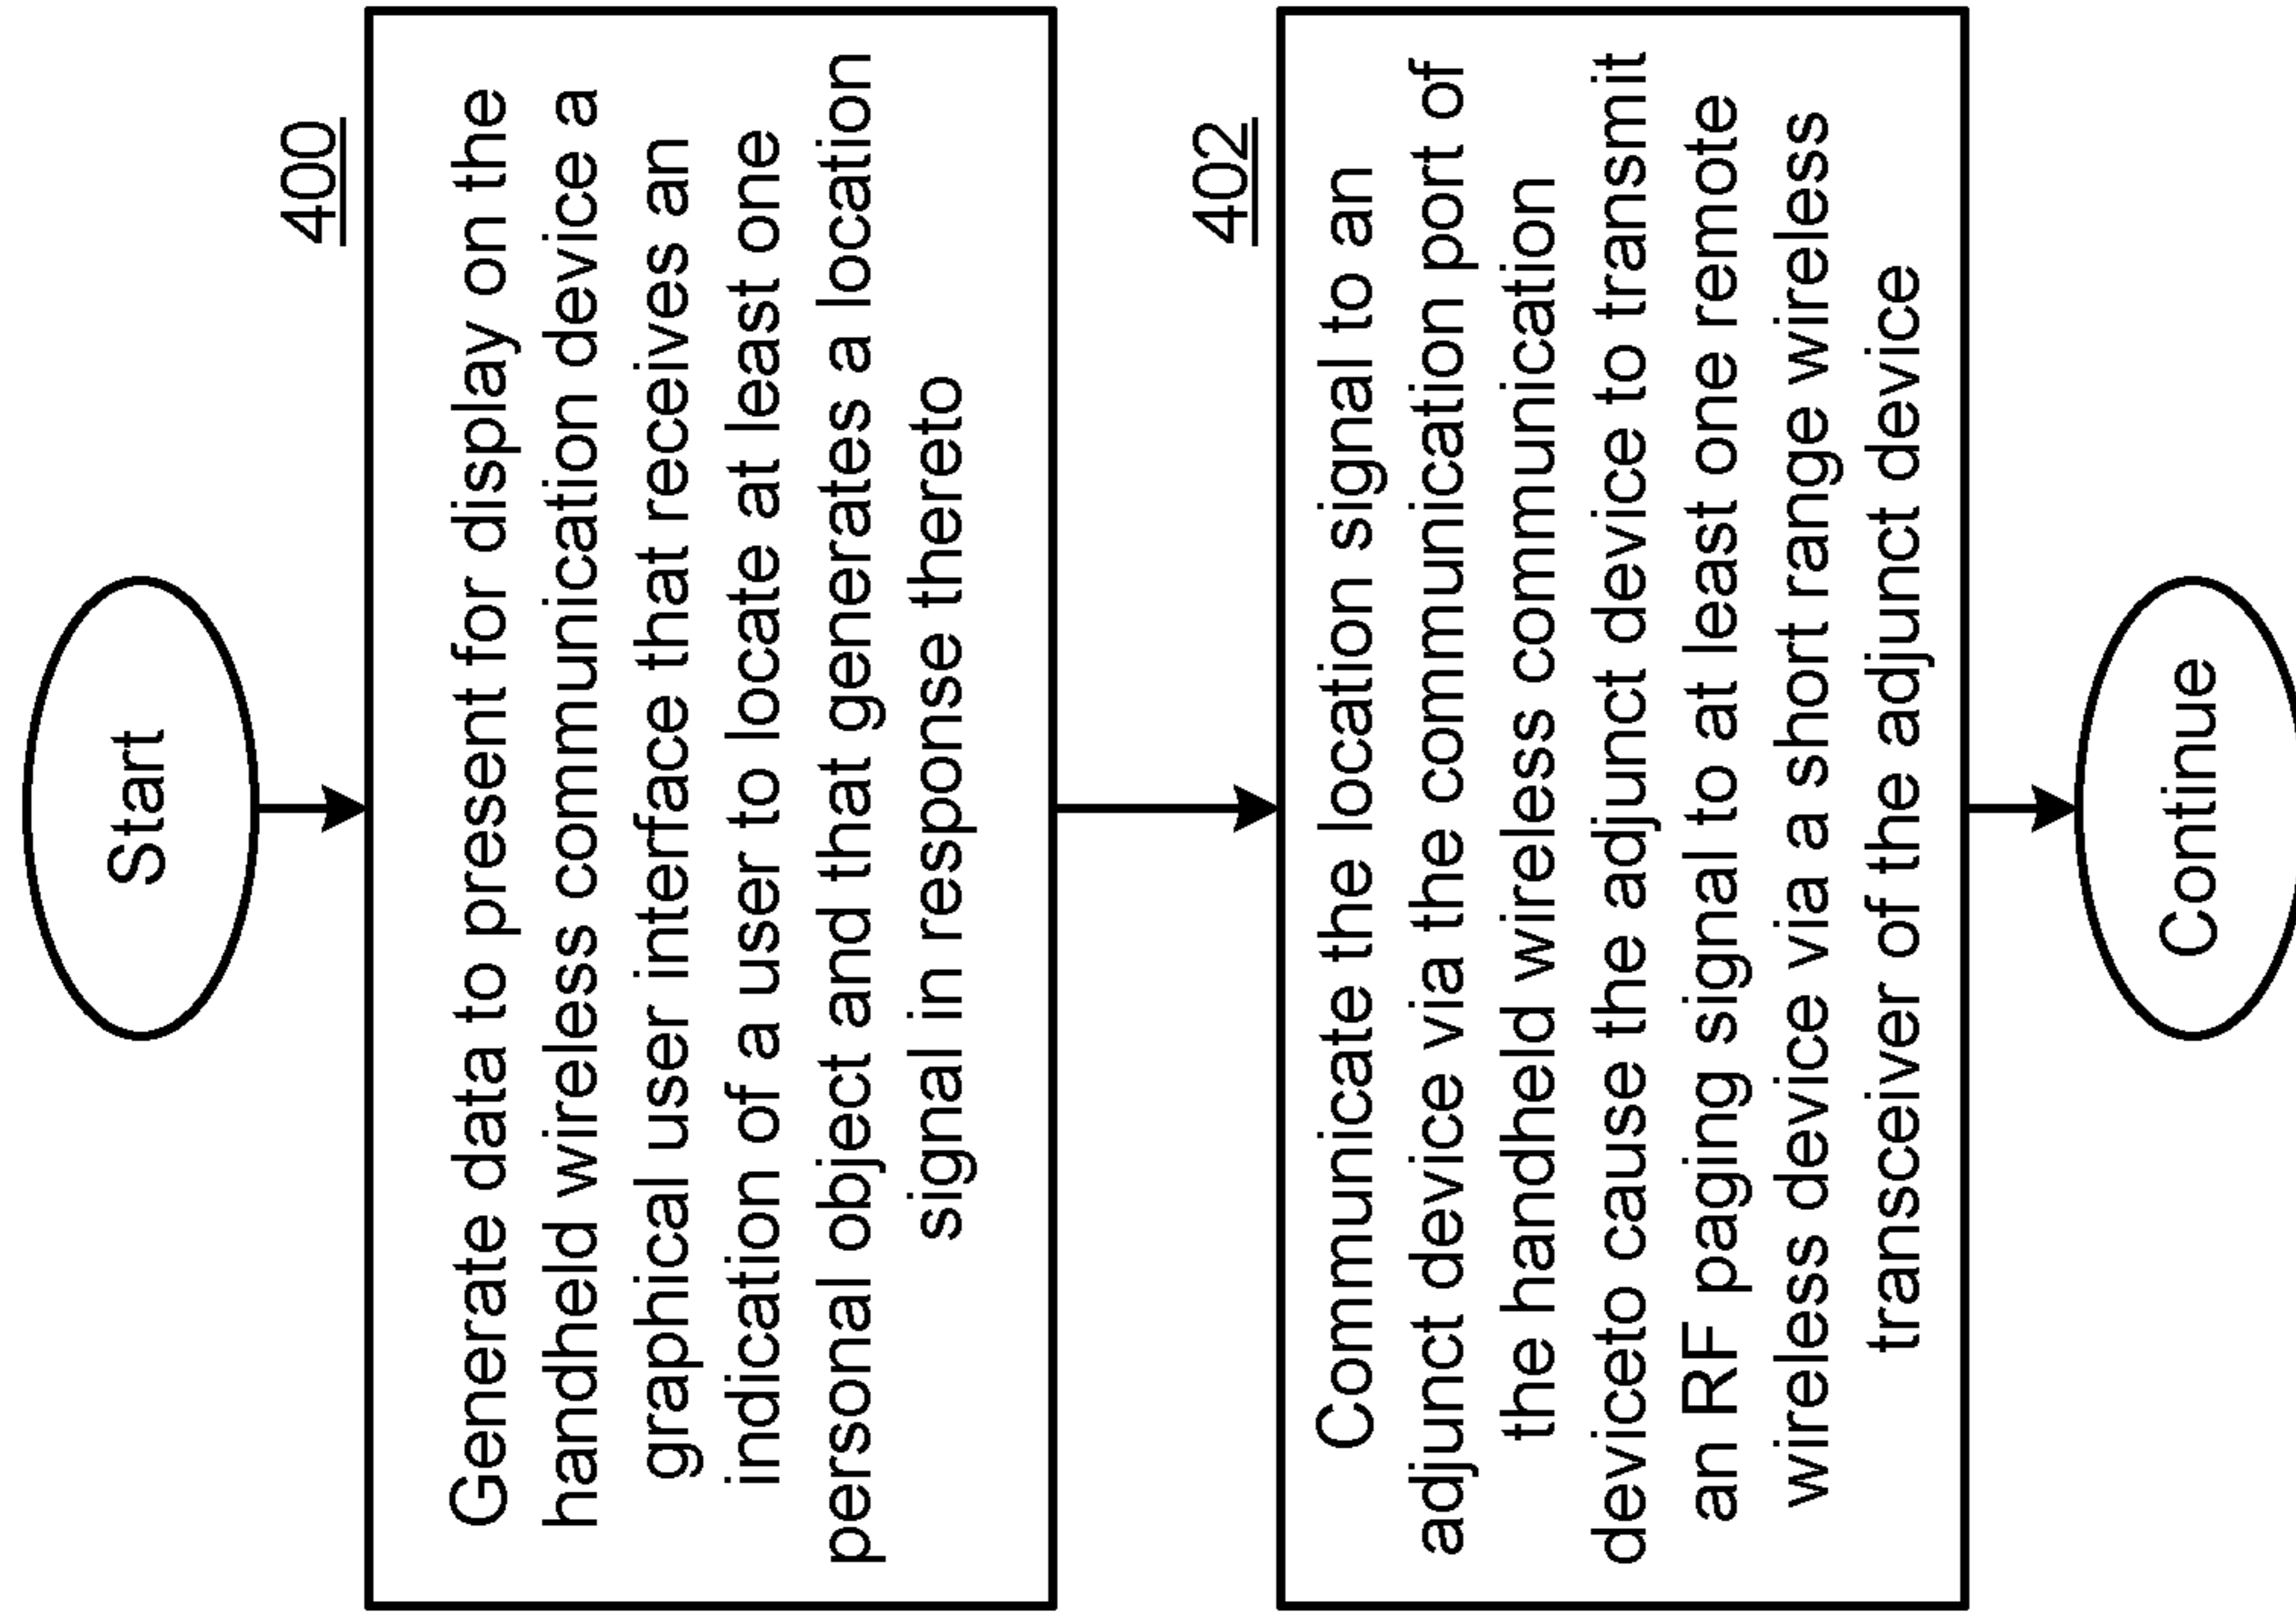 Start
400
Generate data to present for display on the
handheld wireless communication device a
graphical user interface that receives an
indication of a user to locate at least one
personal object and that generates a location
signal in response thereto
402
Communicate the location signal to an
adjunct device via the communication port of
the handheld wireless communication
deviceto cause the adjunct device to transmit
an RF paging signal to at least one remote
wireless device via a short range wireless
transceiver of the adjunct device
Continue